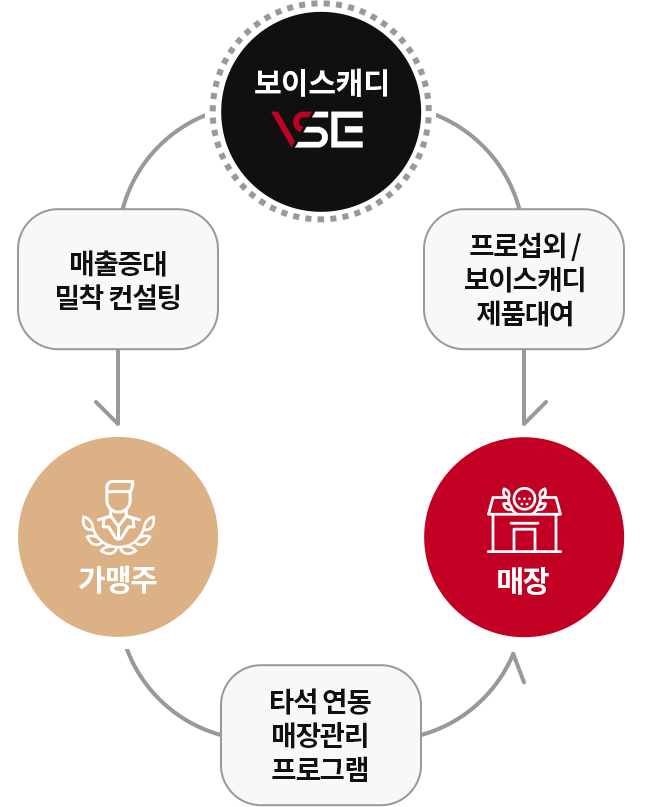 보이스캐디
VSE
매출증대
밀착 컨설팅
프로섭외 /
보이스캐디
제품대여
가맹주
매장
타석 연동
매장관리
프로그램